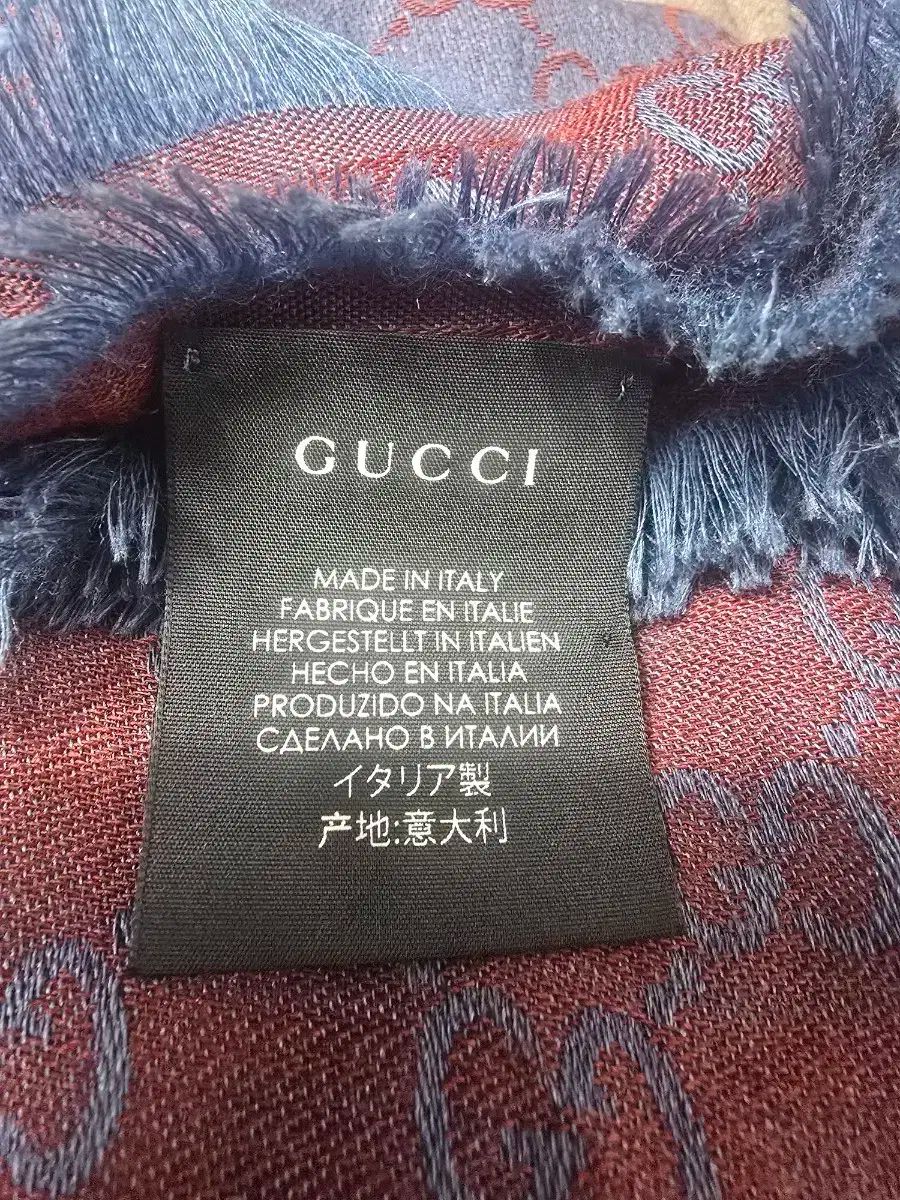 GUCCI
MADE IN ITALY
FABRIQUE EN ITALIE
HERGESTELLT IN ITALIEN
HECHO EN ITALIA
PRODUZIDO NA ITALIA
СДЕЛАНО В ИТАЛИИ
イタリア製
产地:意大利